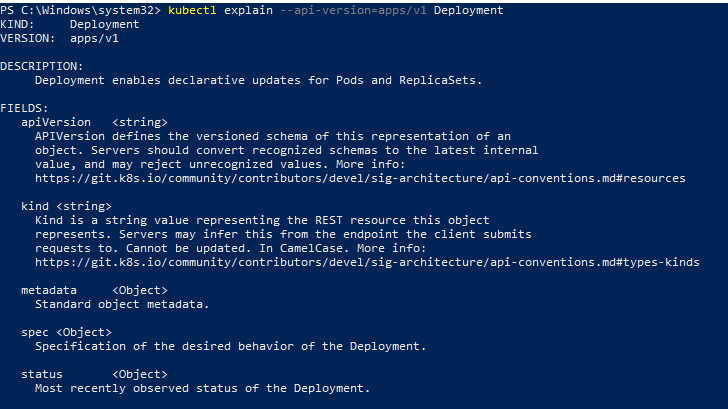 PS C:\Windows\system32> kubectl explain --api-version=apps/v1 Deployment
KIND:     Deployment
VERSION:  apps/v1

DESCRIPTION:
     Deployment enables declarative updates for Pods and ReplicaSets.

FIELDS:
   apiVersion   <string>
     APIVersion defines the versioned schema of this representation of an
     object. Servers should convert recognized schemas to the latest internal
     value, and may reject unrecognized values. More info:
     https://git.k8s.io/community/contributors/devel/sig-architecture/api-conventions.md#resources

   kind <string>
     Kind is a string value representing the REST resource this object
     represents. Servers may infer this from the endpoint the client submits
     requests to. Cannot be updated. In CamelCase. More info:
     https://git.k8s.io/community/contributors/devel/sig-architecture/api-conventions.md#types-kinds

   metadata     <Object>
     Standard object metadata.

   spec <Object>
     Specification of the desired behavior of the Deployment.

   status       <Object>
     Most recently observed status of the Deployment.